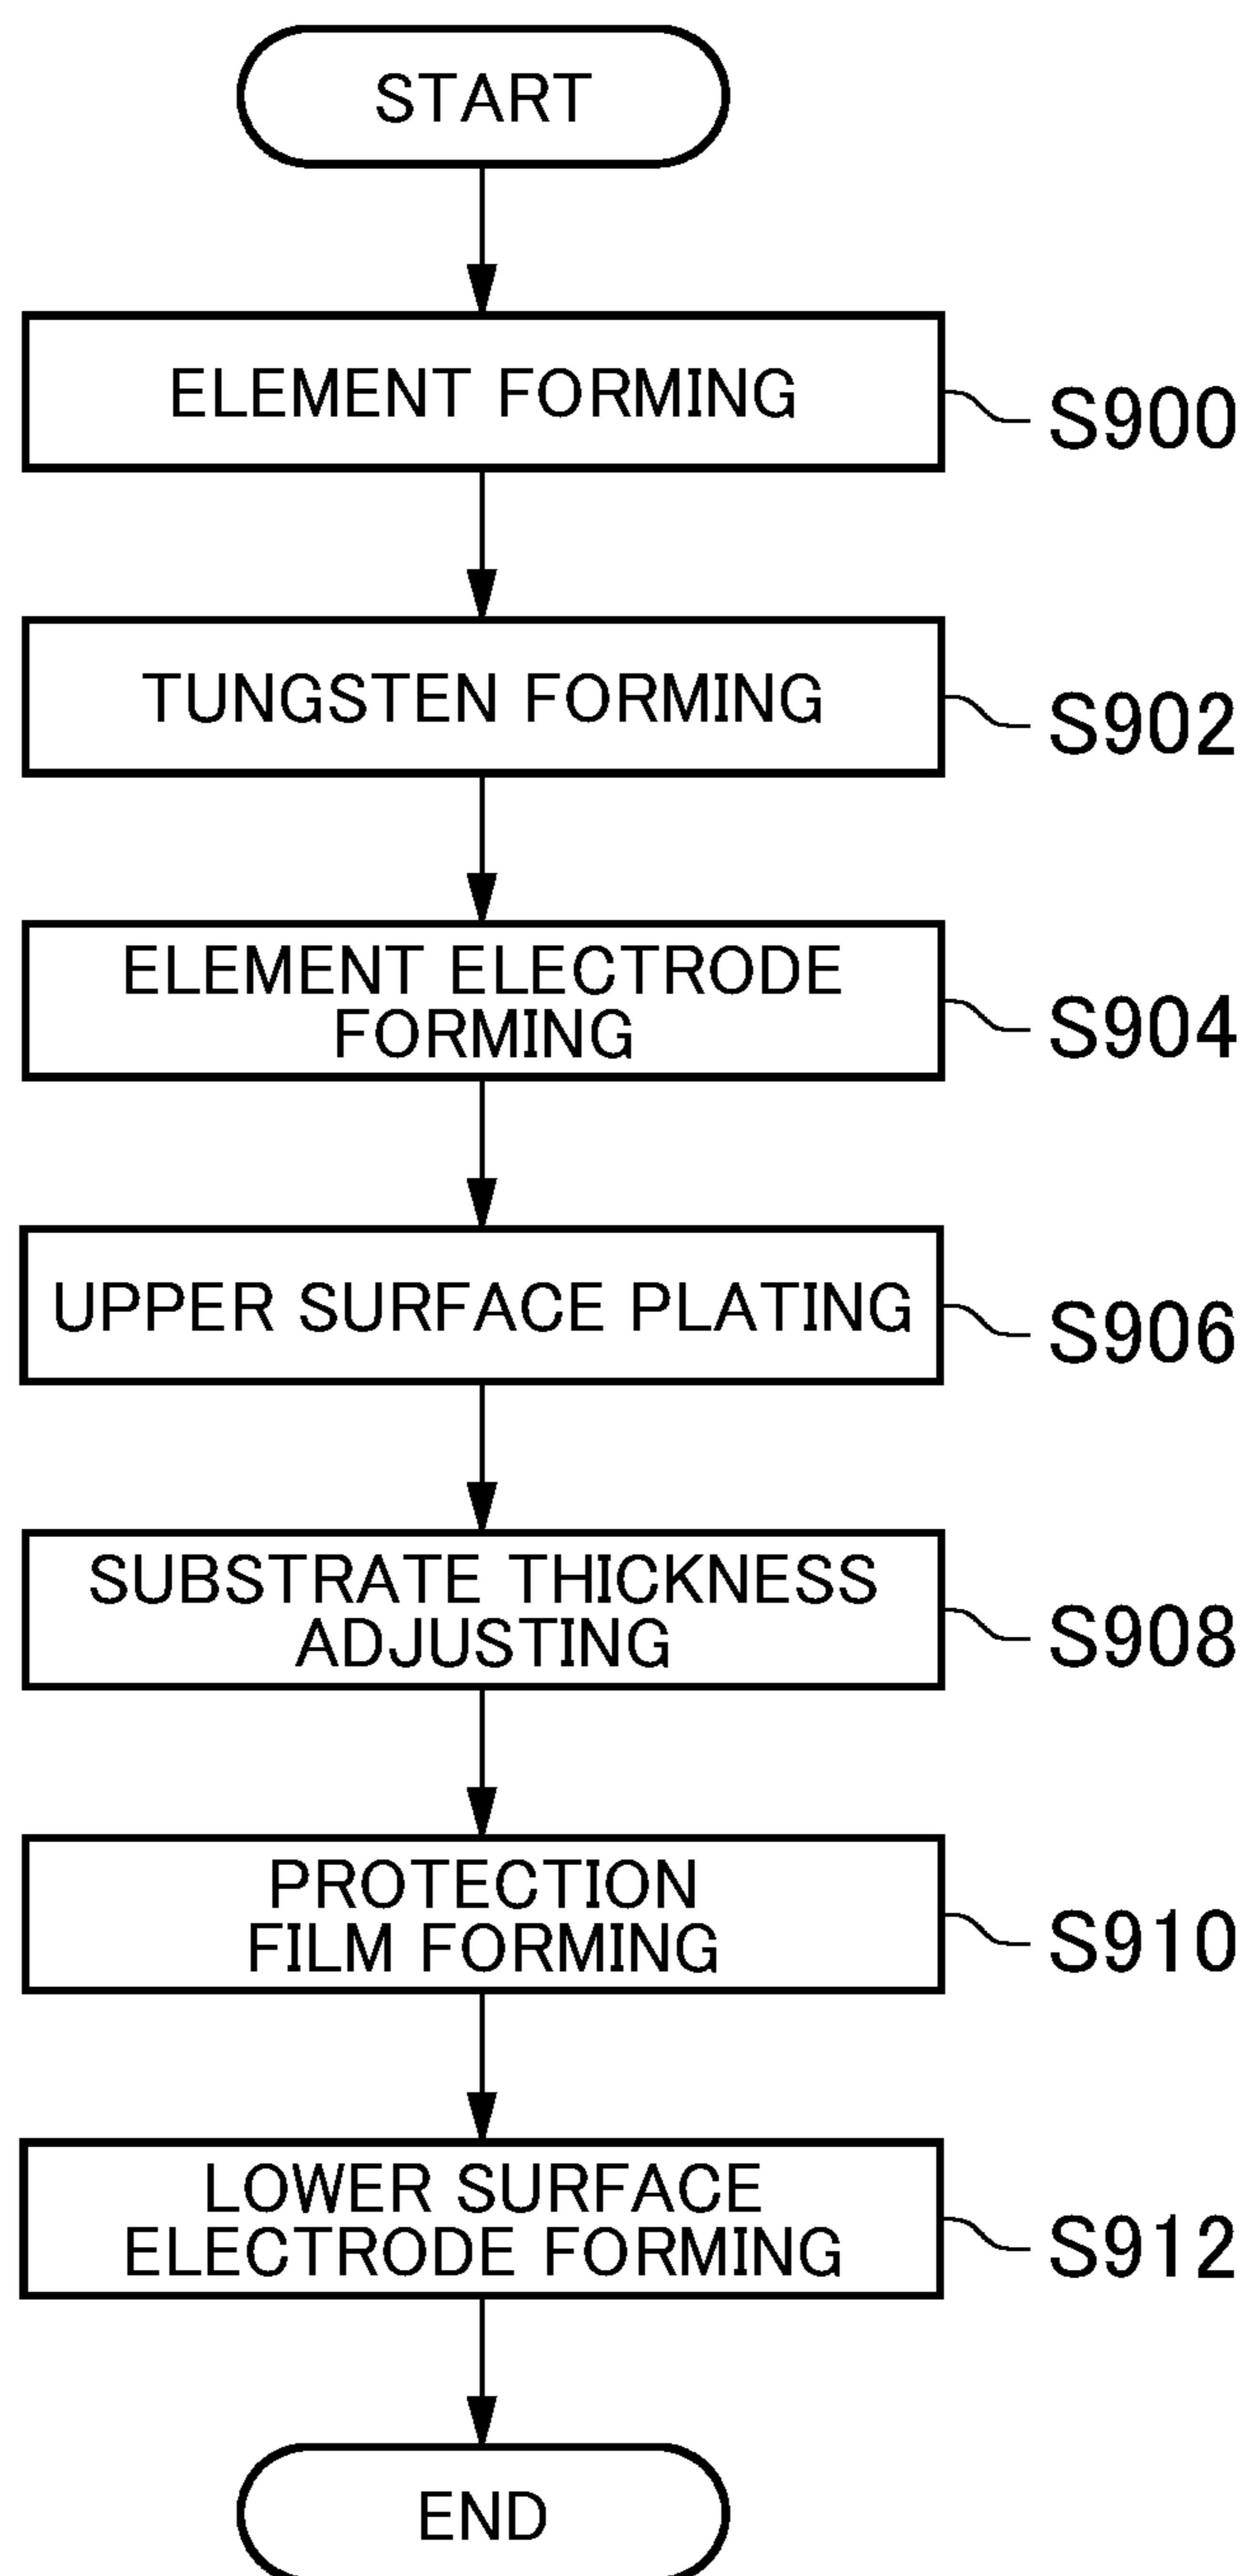 START
ELEMENT FORMING
S900
TUNGSTEN FORMING
S902
ELEMENT ELECTRODE
FORMING
S904
UPPER SURFACE PLATING
S906
SUBSTRATE THICKNESS
ADJUSTING
S908
PROTECTION
FILM FORMING
S910
LOWER SURFACE
ELECTRODE FORMING
S912
END